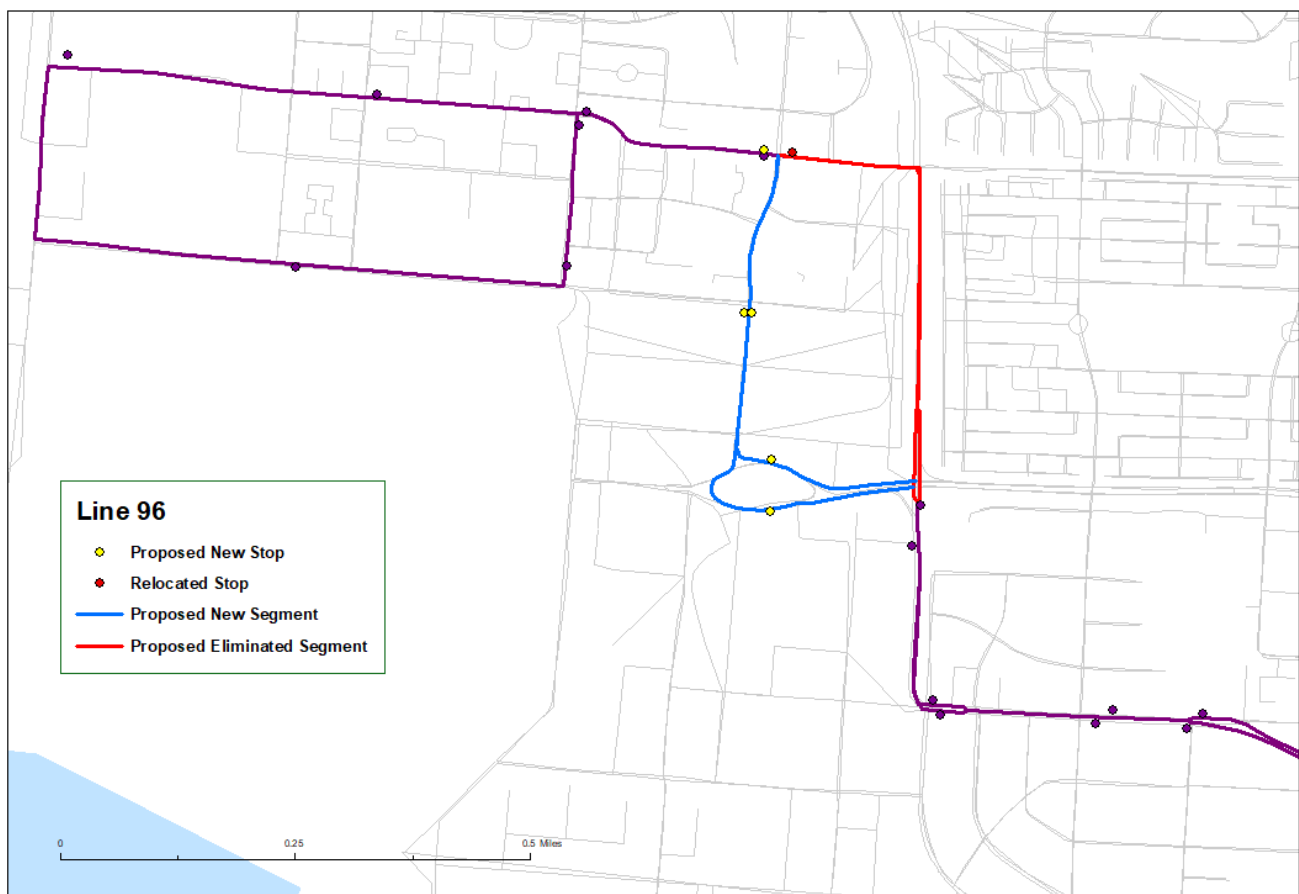 Line 96
Proposed New Stop
Relocated Stop
Proposed New Segment
Proposed Eliminated Segment
0 0.25 0.5 Miles